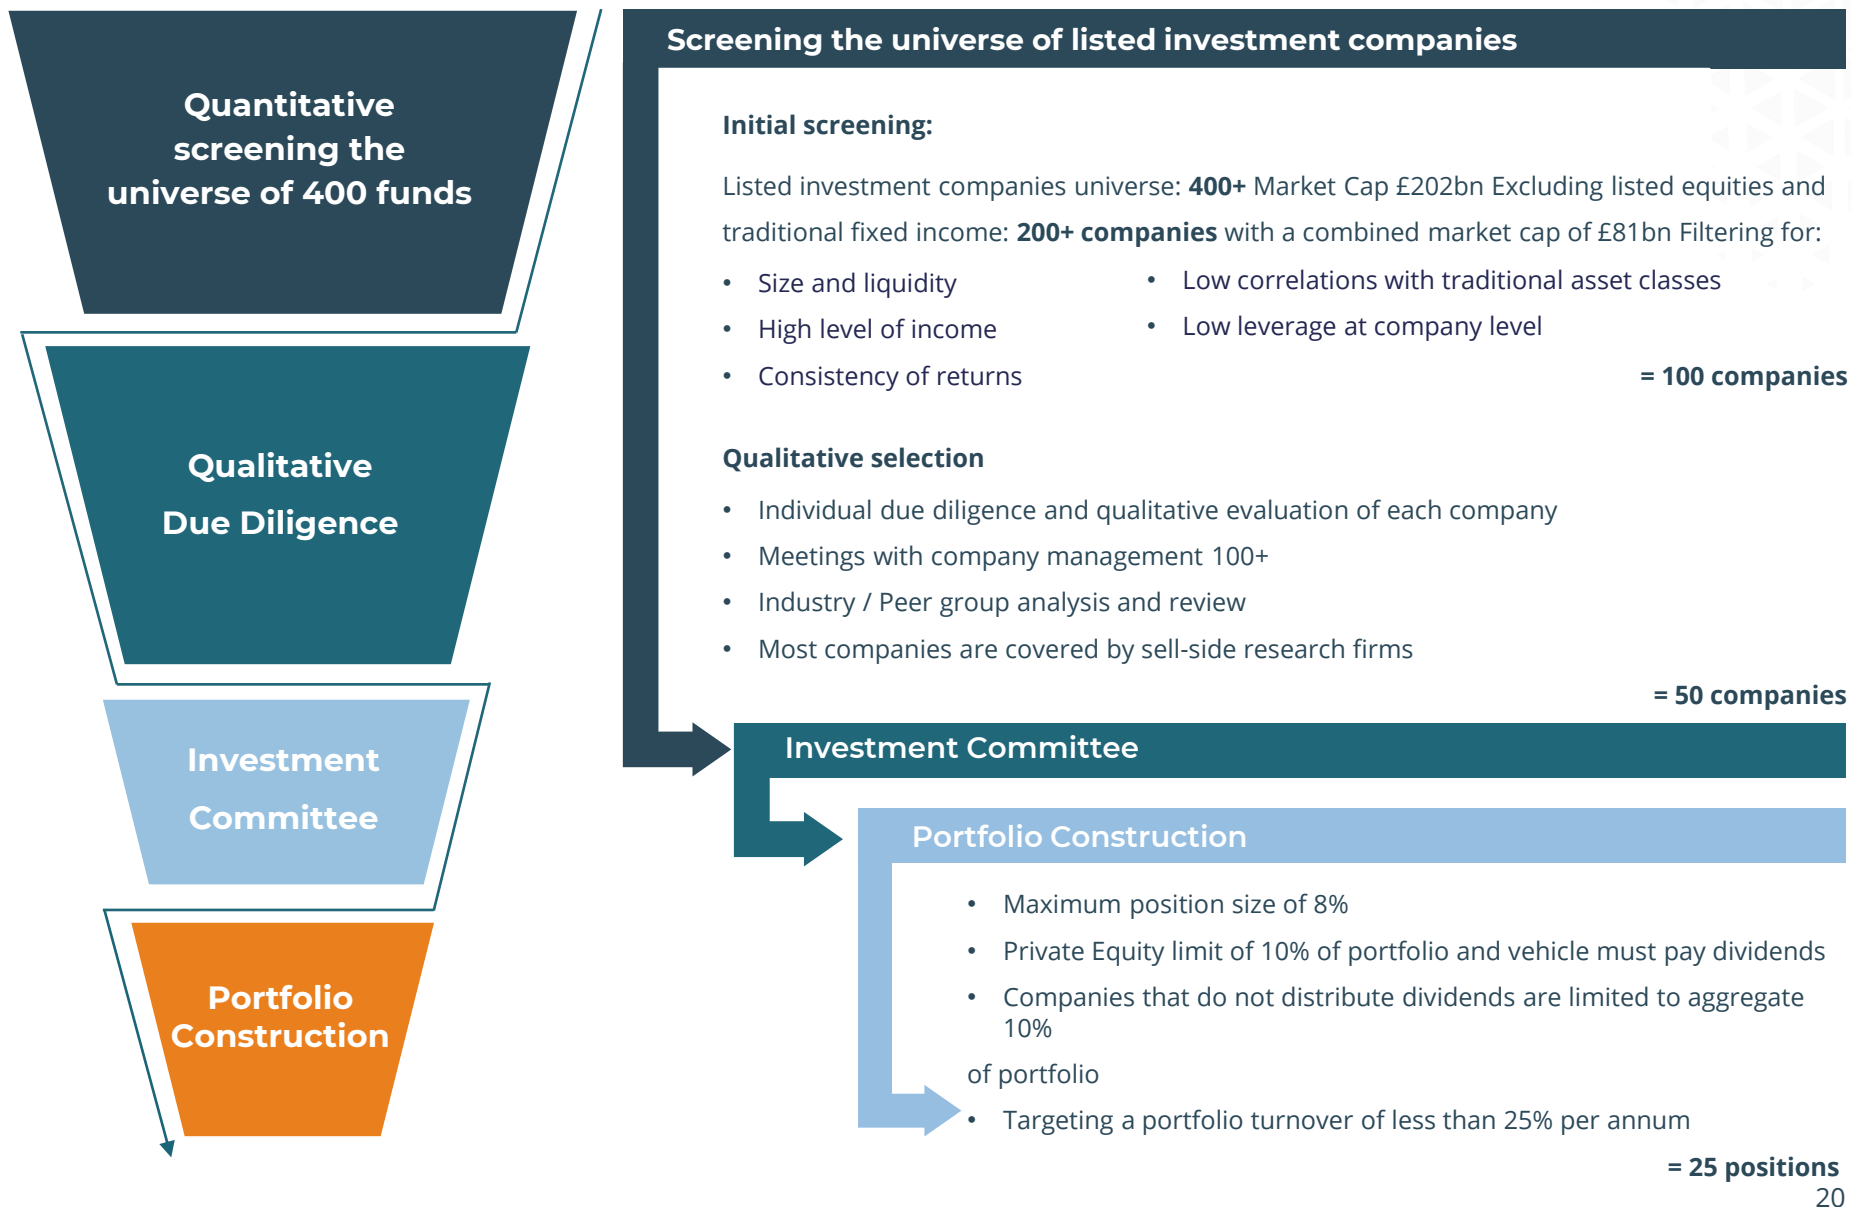 Quantitative
screening the
universe of 400 funds
Qualitative
Due Diligence
Investment
Committee
Portfolio
Construction
Screening the universe of listed investment companies
Initial screening:
Listed investment companies universe: 400+ Market Cap £202bn Excluding listed equities and
traditional fixed income: 200+ companies with a combined market cap of £81bn Filtering for:
• Size and liquidity
• High level of income
• Consistency of returns
• Low correlations with traditional asset classes
• Low leverage at company level
= 100 companies
Qualitative selection
• Individual due diligence and qualitative evaluation of each company
• Meetings with company management 100+
• Industry / Peer group analysis and review
• Most companies are covered by sell-side research firms
= 50 companies
Investment Committee
Portfolio Construction
• Maximum position size of 8%
• Private Equity limit of 10% of portfolio and vehicle must pay dividends
• Companies that do not distribute dividends are limited to aggregate
10%
of portfolio
• Targeting a portfolio turnover of less than 25% per annum
= 25 positions
20